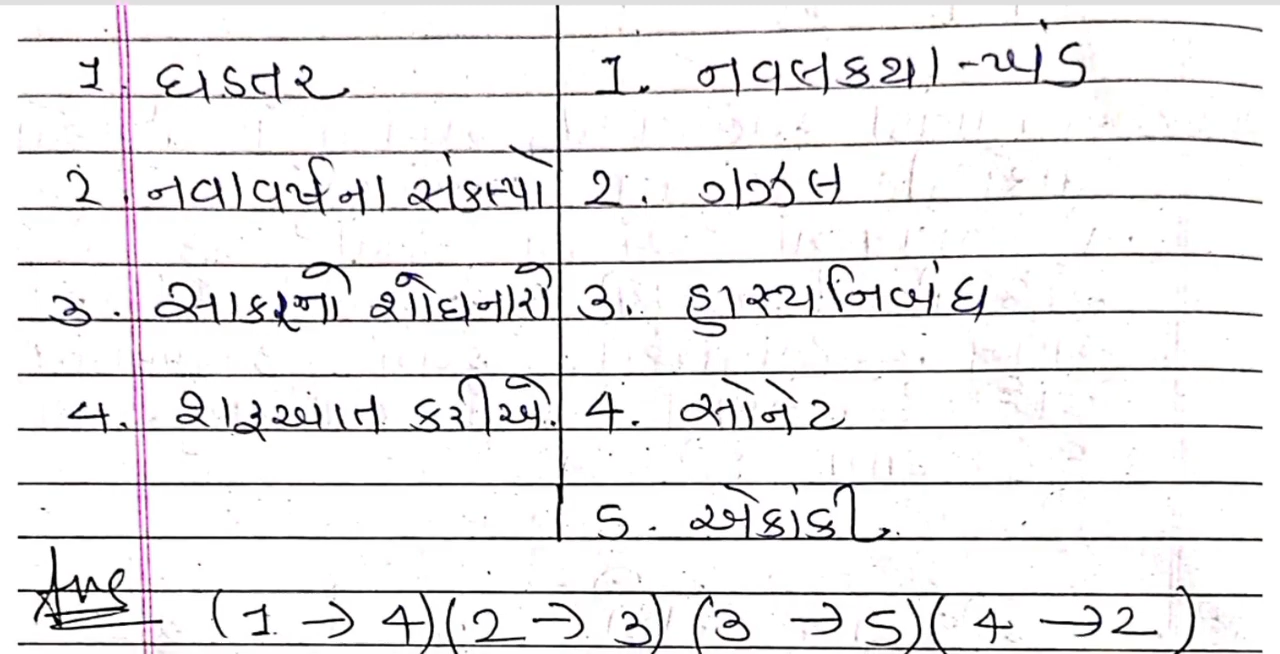 1. ઘડતર 1. નવલકથા-ખંડ
2. નવાવર્ષના સંકલ્પો 2. ગઝલ
3. સાકરનો શોધનારો 3. હાસ્ય નિબંધ
4. શરૂઆત કરીએ. 4. સોનેટ
5. એકાંકી.
Ans (1 → 4) (2 → 3) (3 → 5) (4 → 2)